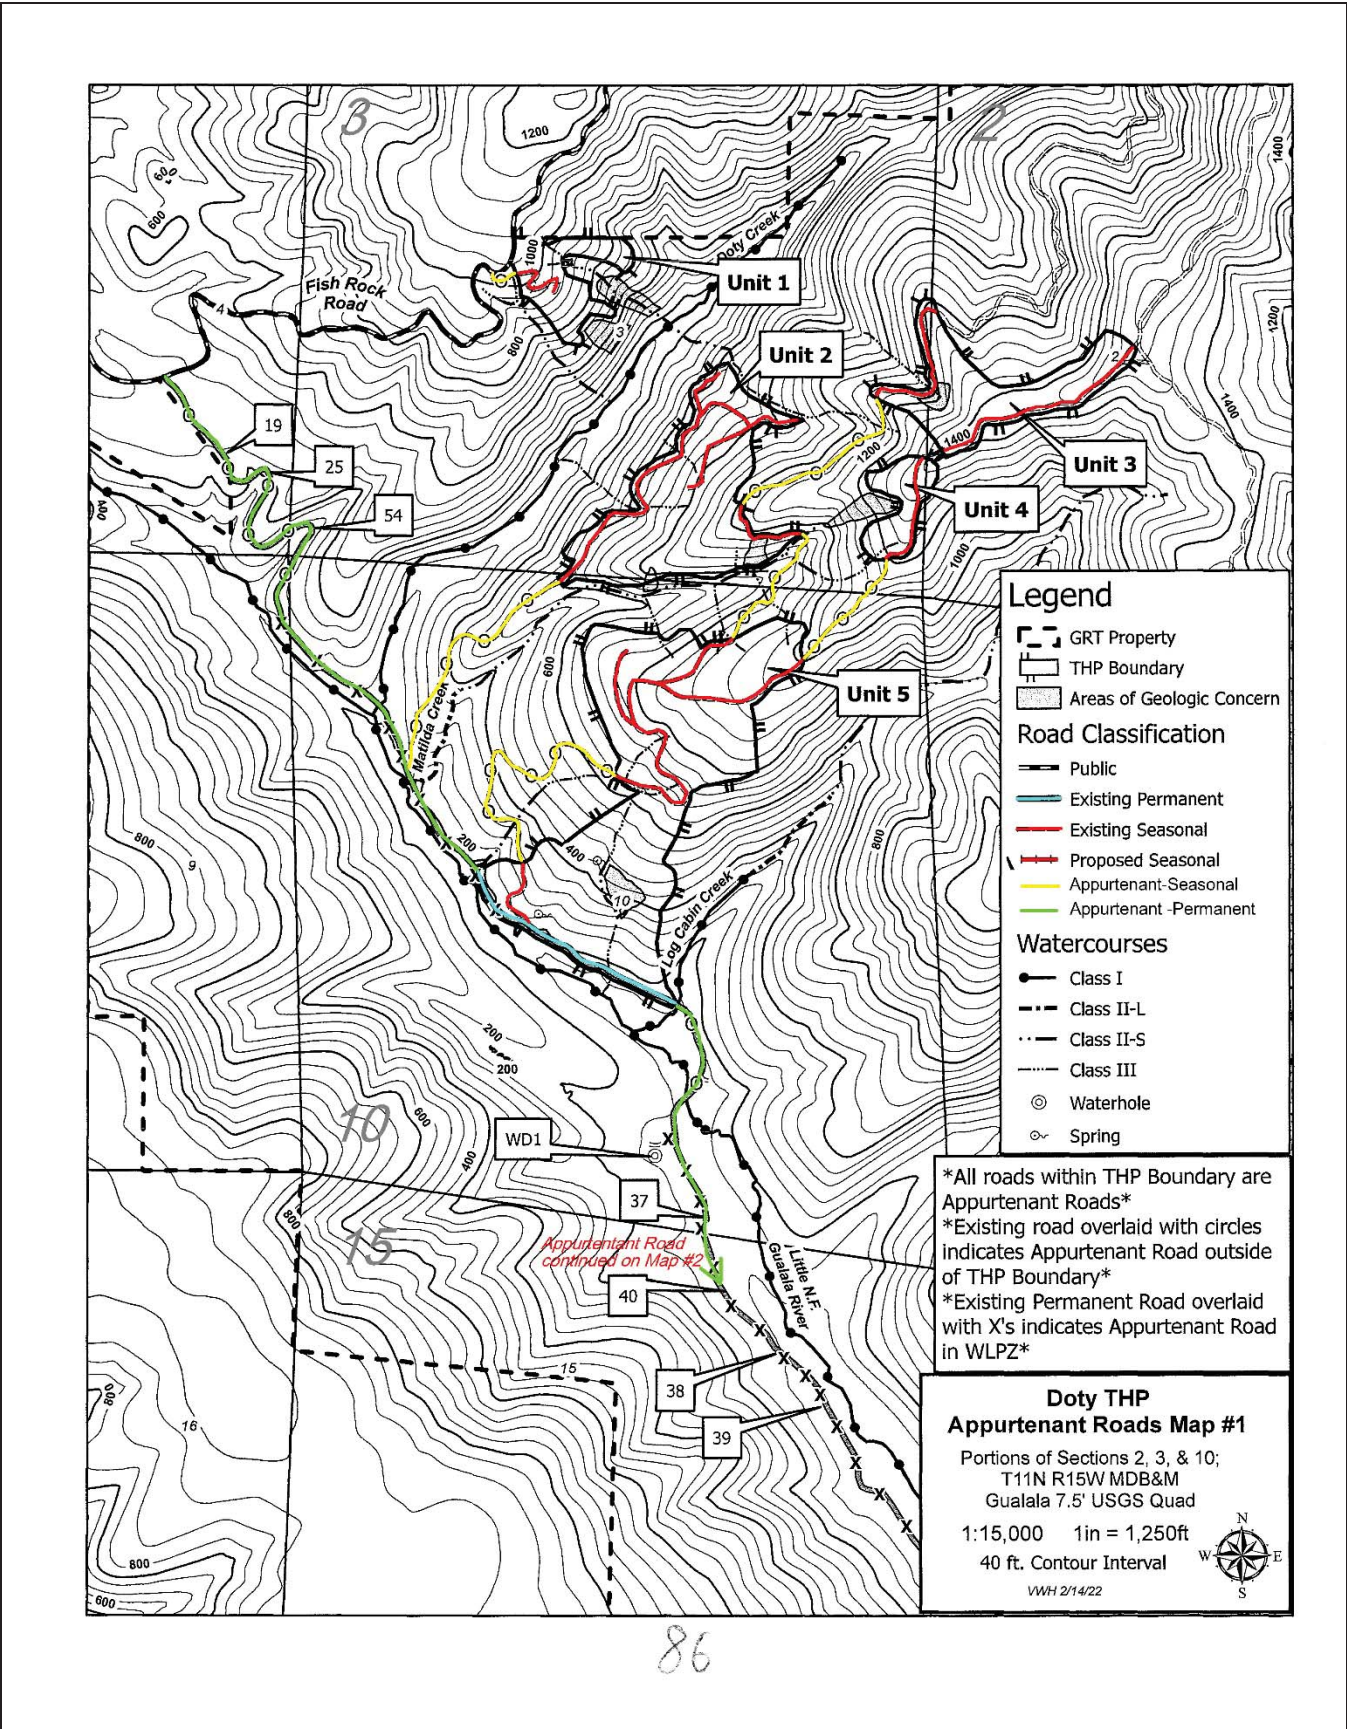 3
2
1200
1400
600
600
ooty Creek
1000
Unit 1
Fish Rock
Road
4
3
800
1200
Unit 2
2
1400
19
1200
1400
25
Unit 3
400
54
Unit 4
1000
600
Unit 5
Matilda Creek
200
400
800
9
10
800
Log Cabin Creek
200
200
10
600
WD1
400
37
800
15
Appurtentant Road
continued on Map #2
40
Little N.F.
Gualala River
15
38
800
16
39
800
600
Legend
GRT Property
THP Boundary
Areas of Geologic Concern
Road Classification
Public
Existing Permanent
Existing Seasonal
Proposed Seasonal
Appurtenant-Seasonal
Appurtenant -Permanent
Watercourses
Class I
Class II-L
Class II-S
Class III
Waterhole
Spring
*All roads within THP Boundary are
Appurtenant Roads*
*Existing road overlaid with circles
indicates Appurtenant Road outside
of THP Boundary*
*Existing Permanent Road overlaid
with X's indicates Appurtenant Road
in WLPZ*
Doty THP
Appurtenant Roads Map #1
Portions of Sections 2, 3, & 10;
T11N R15W MDB&M
Gualala 7.5' USGS Quad
1:15,000 1in = 1,250ft
40 ft. Contour Interval
VWH 2/14/22
N
W E
S
86